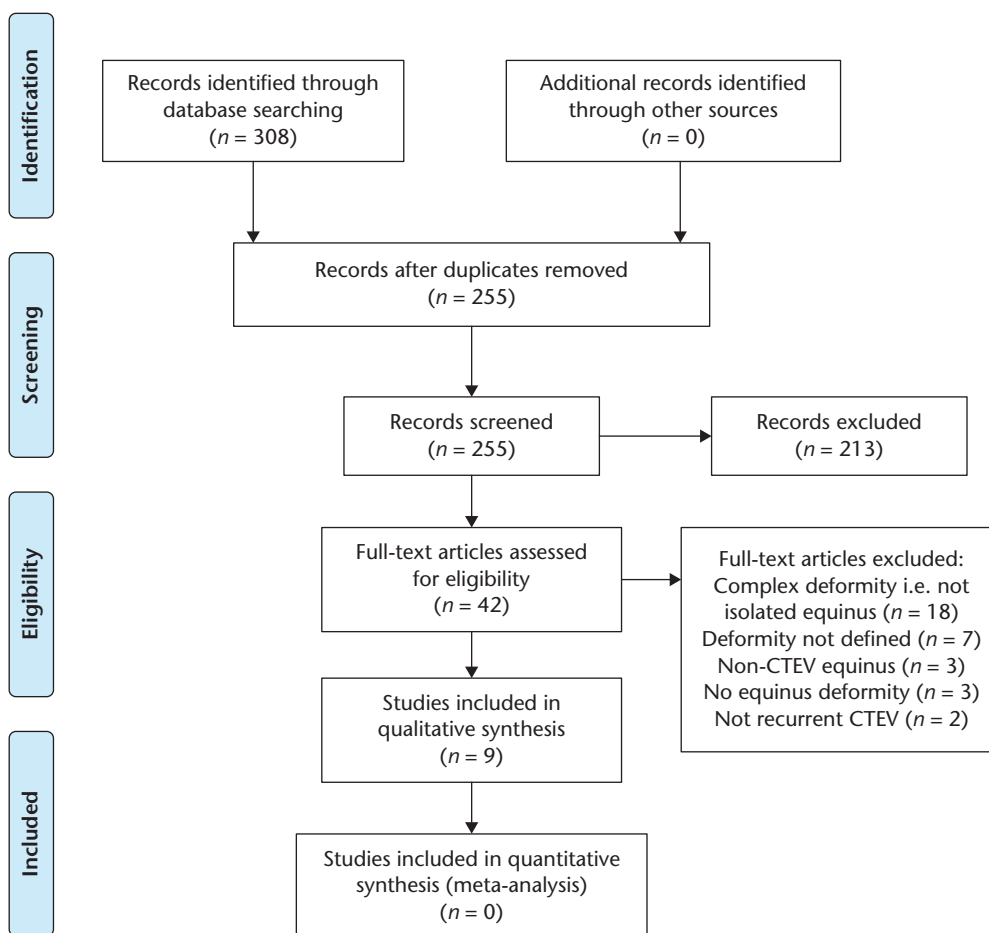 Identification
Records identified through
database searching
(n = 308)
Additional records identified
through other sources
(n = 0)
Screening
Records after duplicates removed
(n = 255)
Records screened
(n = 255)
Records excluded
(n = 213)
Eligibility
Full-text articles assessed
for eligibility
(n = 42)
Full-text articles excluded:
Complex deformity i.e. not
isolated equinus (n = 18)
Deformity not defined (n = 7)
Non-CTEV equinus (n = 3)
No equinus deformity (n = 3)
Not recurrent CTEV (n = 2)
Studies included in
qualitative synthesis
(n = 9)
Included
Studies included in quantitative
synthesis (meta-analysis)
(n = 0)